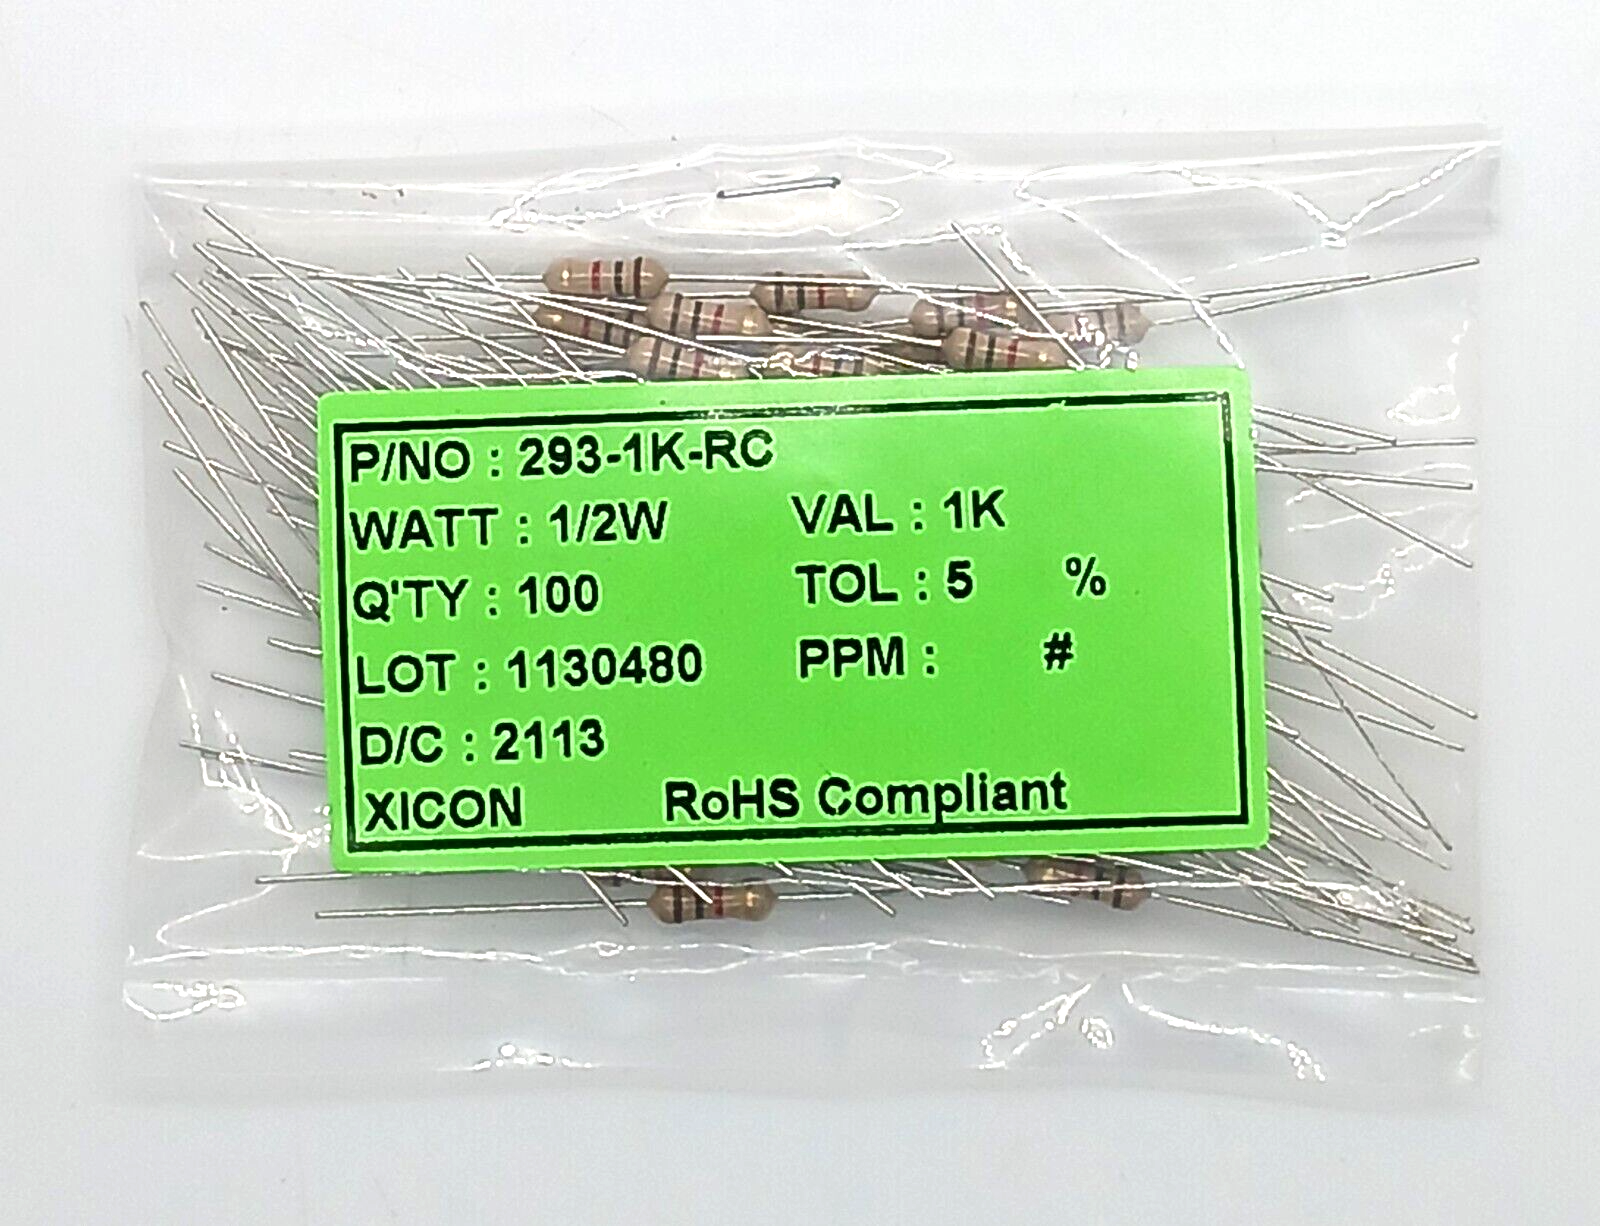 P/NO : 293-1K-RC
WATT : 1/2W VAL : 1K
Q'TY : 100 TOL : 5 %
LOT : 1130480 PPM : #
D/C : 2113
XICON RoHS Compliant